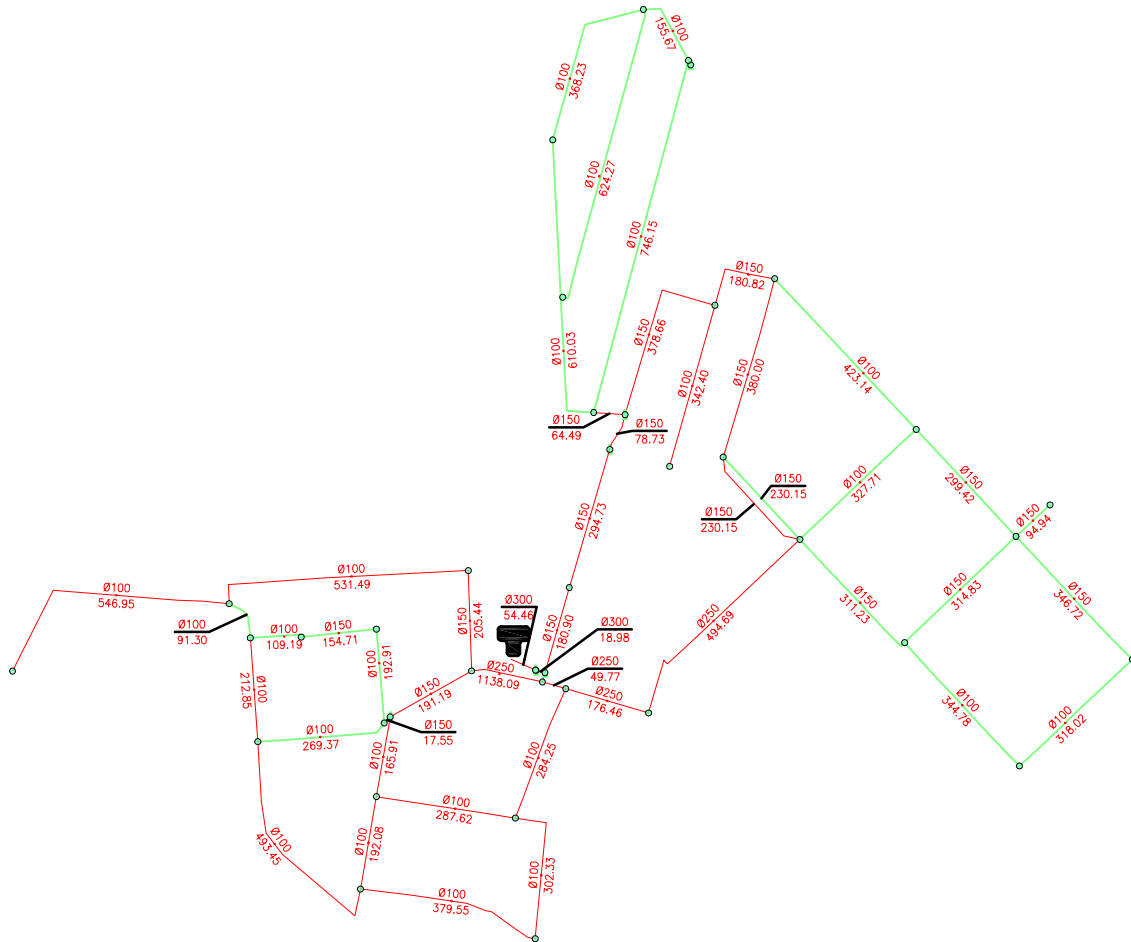 Ø100
155.67
Ø100
368.23
Ø100
624.27
Ø100
746.15
Ø150
180.82
Ø150
378.66
Ø100
610.03
Ø100
342.40
Ø150
380.00
Ø100
423.14
Ø150
64.49
Ø150
78.73
Ø150
230.15
Ø150
230.15
Ø100
327.71
Ø150
299.42
Ø150
94.94
Ø150
294.73
Ø100
531.49
Ø100
546.95
Ø150
314.83
Ø150
346.72
Ø150
311.23
Ø250
494.69
Ø300
54.46
Ø300
18.98
Ø100
91.30
Ø100
109.19
Ø150
154.71
Ø150
205.44
Ø150
180.90
Ø100
192.91
Ø250
1138.09
Ø250
49.77
Ø250
176.46
Ø100
212.85
Ø150
191.19
Ø100
344.78
Ø100
318.02
Ø100
269.37
Ø150
17.55
Ø100
165.91
Ø100
284.25
Ø100
287.62
Ø100
493.45
Ø100
192.08
Ø100
302.33
Ø100
379.55